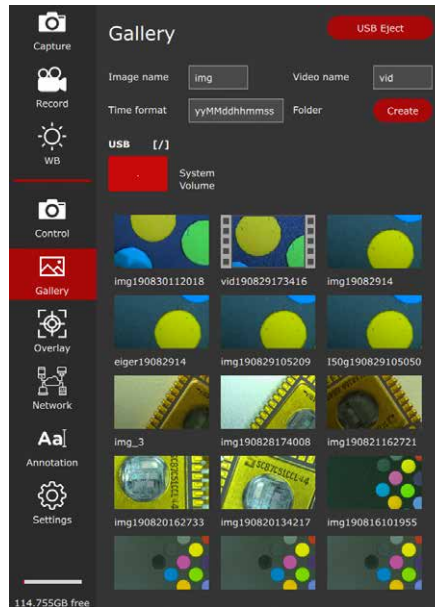 Capture
Record
WB
Control
Gallery
Overlay
Network
Aa
Annotation
Settings
114.755GB free
Gallery
USB Eject
Image name
img
Video name
vid
Time format
yyMMddhhmmss
Folder
Create
USB [/]
System
Volume
img190830112018
vid190829173416
img19082914
eiger19082914
img190829105209
I50g190829105050
img_3
img190828174008
img190821162721
img190820162733
img190820134217
img190816101955